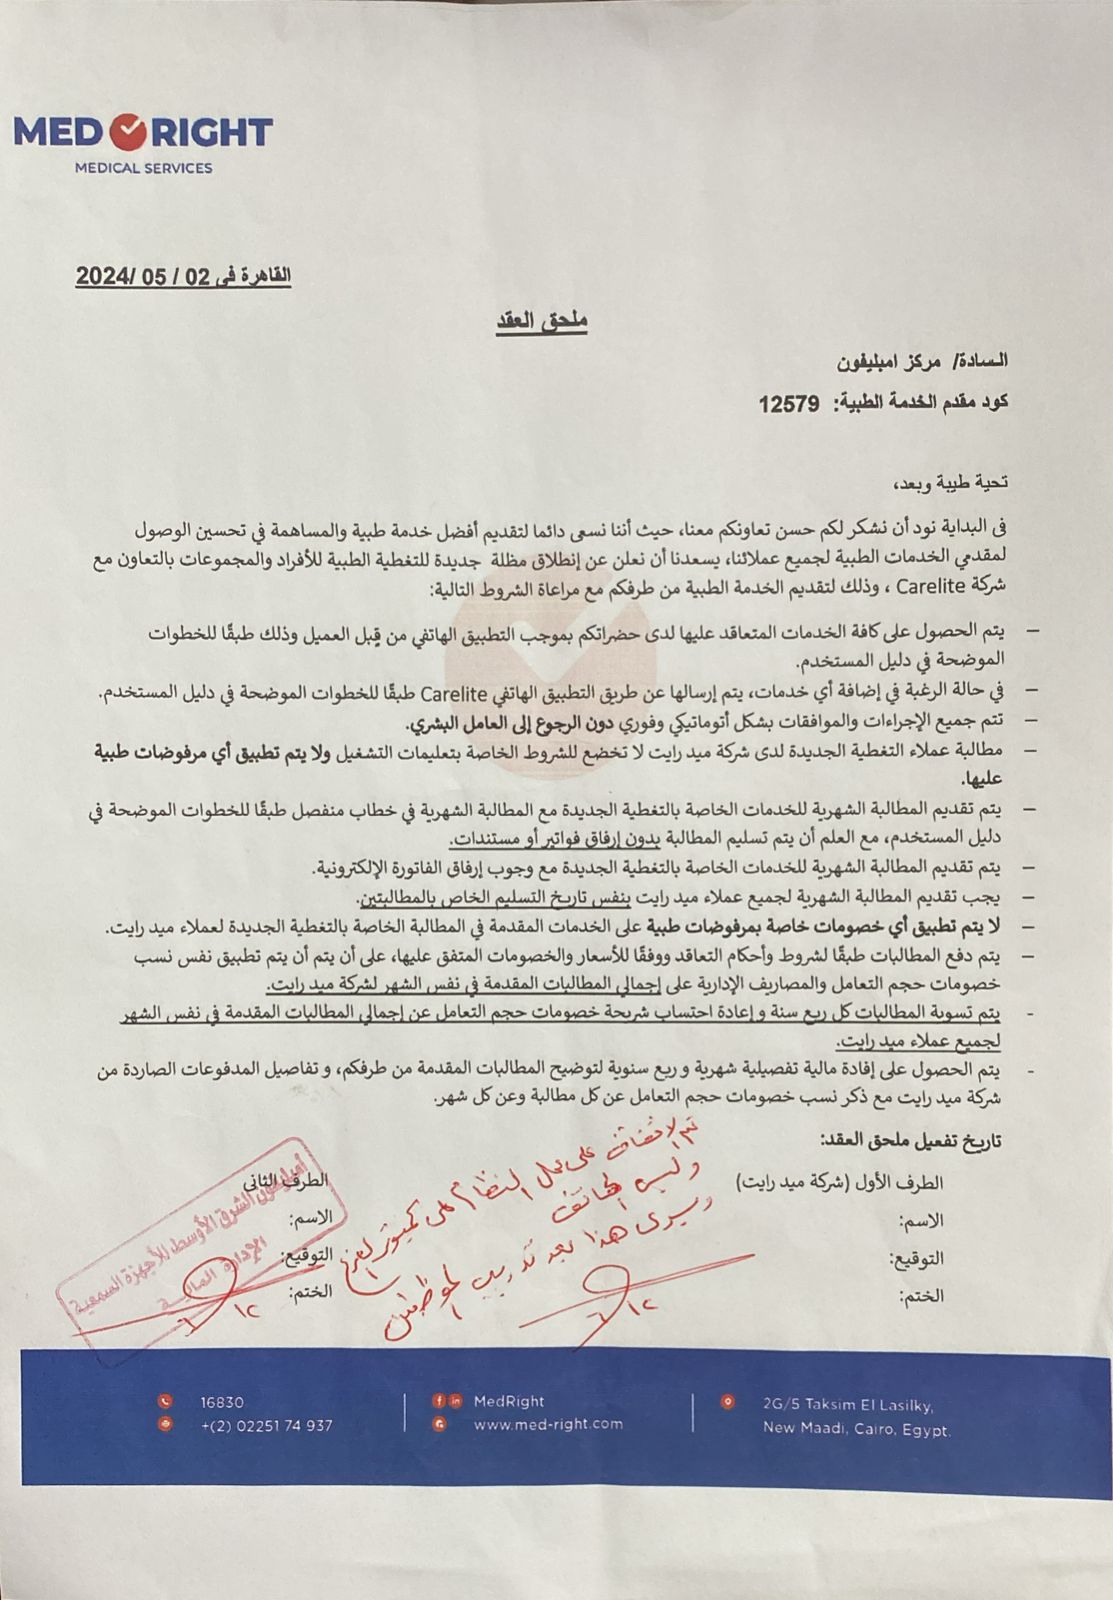 MED RIGHT
MEDICAL SERVICES
القاهرة فى 02 / 05 /2024
ملحق العقد
السادة/ مركز امبليفون
كود مقدم الخدمة الطبية: 12579
تحية طيبة وبعد،
فى البداية نود أن نشكر لكم حسن تعاونكم معنا، حيث أننا نسعى دائما لتقديم أفضل خدمة طبية والمساهمة في تحسين الوصول
لمقدمي الخدمات الطبية لجميع عملائنا، يسعدنا أن نعلن عن إنطلاق مظلة جديدة للتغطية الطبية للأفراد والمجموعات بالتعاون مع
شركة Carelite ، وذلك لتقديم الخدمة الطبية من طرفكم مع مراعاة الشروط التالية:
– يتم الحصول على كافة الخدمات المتعاقد عليها لدى حضراتكم بموجب التطبيق الهاتفي من قِبل العميل وذلك طبقًا للخطوات
الموضحة في دليل المستخدم.
– في حالة الرغبة في إضافة أي خدمات، يتم إرسالها عن طريق التطبيق الهاتفي Carelite طبقًا للخطوات الموضحة في دليل المستخدم.
– تتم جميع الإجراءات والموافقات بشكل أتوماتيكي وفوري دون الرجوع إلى العامل البشري.
– مطالبة عملاء التغطية الجديدة لدى شركة ميد رايت لا تخضع للشروط الخاصة بتعليمات التشغيل ولا يتم تطبيق أي مرفوضات طبية
عليها.
– يتم تقديم المطالبة الشهرية للخدمات الخاصة بالتغطية الجديدة مع المطالبة الشهرية في خطاب منفصل طبقًا للخطوات الموضحة في
دليل المستخدم، مع العلم أن يتم تسليم المطالبة بدون إرفاق فواتير أو مستندات.
– يتم تقديم المطالبة الشهرية للخدمات الخاصة بالتغطية الجديدة مع وجوب إرفاق الفاتورة الإلكترونية.
– يجب تقديم المطالبة الشهرية لجميع عملاء ميد رايت بنفس تاريخ التسليم الخاص بالمطالبتين.
– لا يتم تطبيق أي خصومات خاصة بمرفوضات طبية على الخدمات المقدمة في المطالبة الخاصة بالتغطية الجديدة لعملاء ميد رايت.
– يتم دفع المطالبات طبقًا لشروط وأحكام التعاقد ووفقًا للأسعار والخصومات المتفق عليها، على أن يتم أن يتم تطبيق نفس نسب
خصومات حجم التعامل والمصاريف الإدارية على إجمالي المطالبات المقدمة في نفس الشهر لشركة ميد رايت.
- يتم تسوية المطالبات كل ربع سنة و إعادة احتساب شريحة خصومات حجم التعامل عن إجمالي المطالبات المقدمة في نفس الشهر
لجميع عملاء ميد رايت.
- يتم الحصول على إفادة مالية تفصيلية شهرية و ربع سنوية لتوضيح المطالبات المقدمة من طرفكم، و تفاصيل المدفوعات الصاردة من
شركة ميد رايت مع ذكر نسب خصومات حجم التعامل عن كل مطالبة وعن كل شهر.
تاريخ تفعيل ملحق العقد:
الطرف الأول (شركة ميد رايت)
الاسم:
التوقيع:
الختم:
الطرف الثاني
الاسم:
التوقيع:
الختم:
تم الاتفاق على عمل النظام على كمبيوتر الفرع
وليس الهاتف
ويسرى هذا بعد تدريب الموظفين
أمبليفون الشرق الأوسط للأجهزة السمعية
الإدارة المالية
16830
+(2) 02251 74 937
MedRight
www.med-right.com
2G/5 Taksim El Lasilky,
New Maadi, Cairo, Egypt.